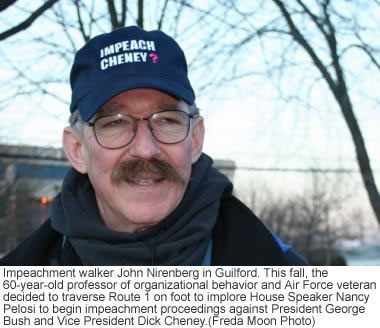 IMPEACH
CHENEY?
Impeachment walker John Nirenberg in Guilford. This fall, the
60-year-old professor of organizational behavior and Air Force veteran
decided to traverse Route 1 on foot to implore House Speaker Nancy
Pelosi to begin impeachment proceedings against President George
Bush and Vice President Dick Cheney.(Freda Moon Photo)